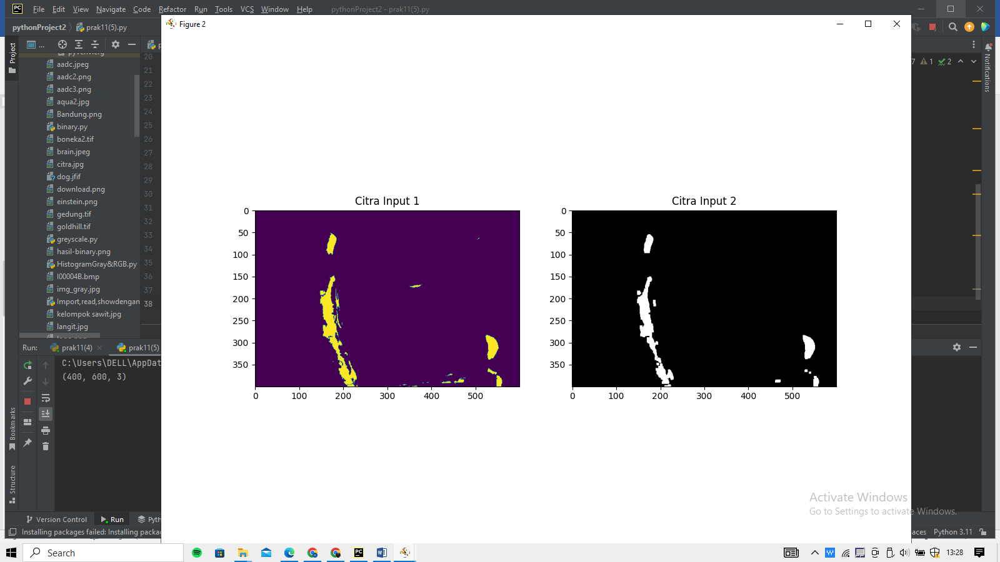 File Edit View Navigate Code Refactor Run Tools VCS Window Help pythonProject2 - prak11(5).py
pythonProject2 prak11(5).py
Figure 2
Project
...
aadc.jpeg
aadc2.png
aadc3.png
aqua2.jpg
Bandung.png
binary.py
boneka2.tif
brain.jpeg
citra.jpg
dog.jfif
download.png
einstein.png
gedung.tif
goldhill.tif
greyscale.py
hasil-binary.png
HistogramGray&RGB.py
I00004B.bmp
img_gray.jpg
Import,read,showdengan
kelompok sawit.jpg
langit.jpg
20
21
22
23
24
25
26
27
28
29
30
31
32
33
34
35
36
37
38
7 1 2
Notifications
Citra Input 1
0
50
100
150
200
250
300
350
0 100 200 300 400 500
Citra Input 2
0
50
100
150
200
250
300
350
0 100 200 300 400 500
Run: prak11(4) prak11(5)
C:\Users\DELL\AppDat
(400, 600, 3)
Bookmarks
Structure
Activate Windows
Go to Settings to activate Windows.
Version Control Run Pyth
Installing packages failed: Installing packa
aces Python 3.11
Search
13:28